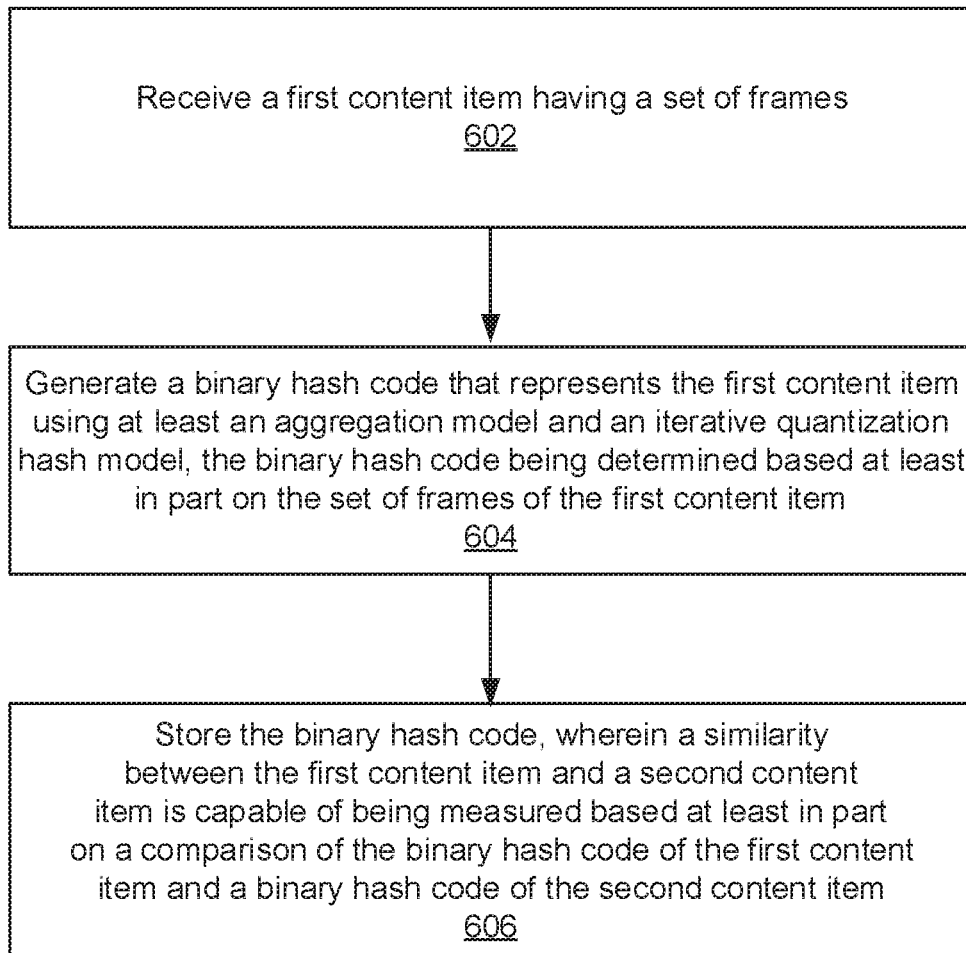 Receive a first content item having a set of frames
602
Generate a binary hash code that represents the first content item
using at least an aggregation model and an iterative quantization
hash model, the binary hash code being determined based at least
in part on the set of frames of the first content item
604
Store the binary hash code, wherein a similarity
between the first content item and a second content
item is capable of being measured based at least in part
on a comparison of the binary hash code of the first content
item and a binary hash code of the second content item
606